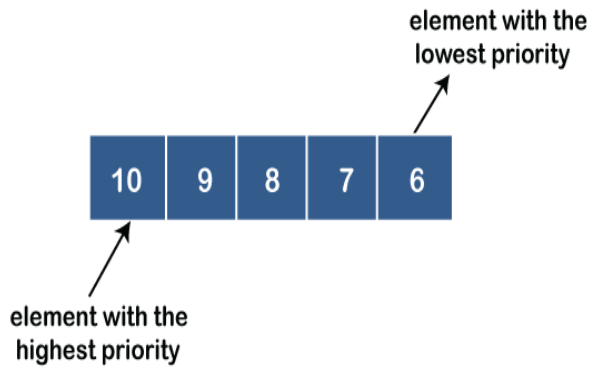 element with the
lowest priority
10 9 8 7 6
element with the
highest priority